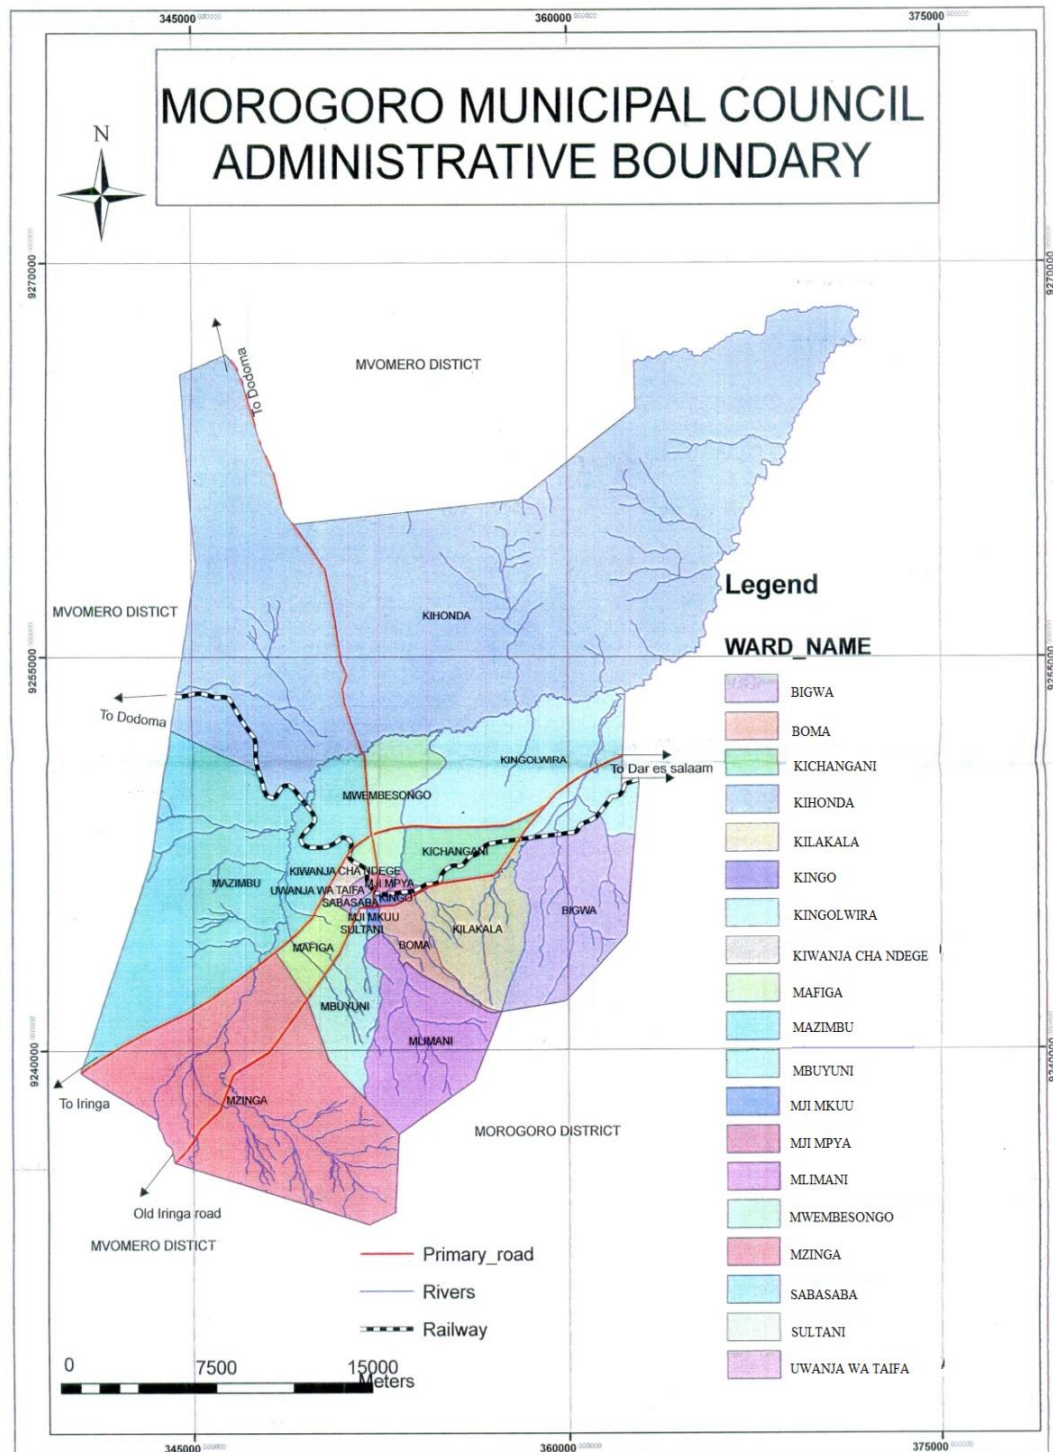 345000
360000
375000
MOROGORO MUNICIPAL COUNCIL
ADMINISTRATIVE BOUNDARY
N
9270000
9270000
To Dodoma
MVOMERO DISTICT
MVOMERO DISTICT
KIHONDA
9255000
9255000
To Dodoma
KINGOLWIRA
To Dar es salaam
MWEMBESONGO
KICHANGANI
KIWANJA CHA NDEGE
MAZIMBU
UWANJA WA TAIFA
MJI MPYA
SABASABA
KINGO
BIGWA
MJI MKUU
SULTANI
KILAKALA
BOMA
MAFIGA
MBUYUNI
MLIMANI
9240000
9240000
To Iringa
MZINGA
MOROGORO DISTRICT
Old Iringa road
MVOMERO DISTICT
Legend
WARD_NAME
BIGWA
BOMA
KICHANGANI
KIHONDA
KILAKALA
KINGO
KINGOLWIRA
KIWANJA CHA NDEGE
MAFIGA
MAZIMBU
MBUYUNI
MJI MKUU
MJI MPYA
MLIMANI
MWEMBESONGO
MZINGA
SABASABA
SULTANI
UWANJA WA TAIFA
Primary_road
Rivers
Railway
0 7500 15000
Meters
345000
360000
375000